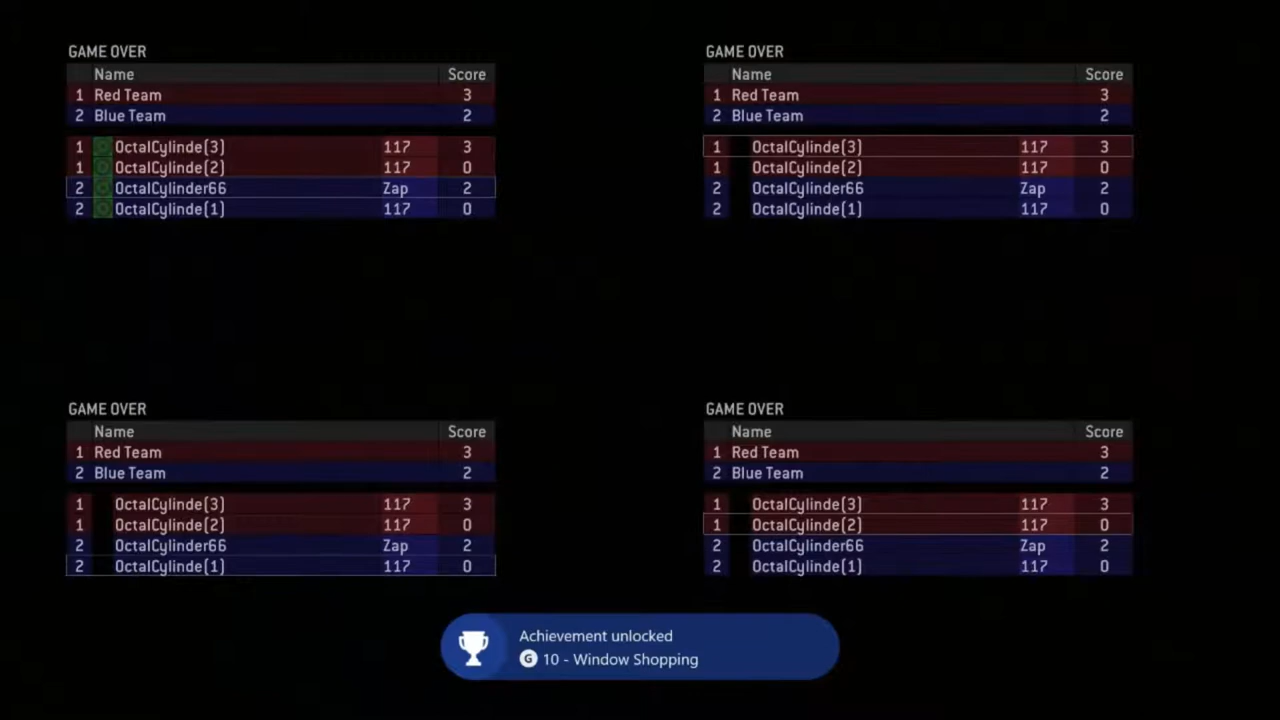 GAME OVER
Name Score
1 Red Team 3
2 Blue Team 2
1 OctalCylinde(3) 117 3
1 OctalCylinde(2) 117 0
2 OctalCylinder66 Zap 2
2 OctalCylinde(1) 117 0
GAME OVER
Name Score
1 Red Team 3
2 Blue Team 2
1 OctalCylinde(3) 117 3
1 OctalCylinde(2) 117 0
2 OctalCylinder66 Zap 2
2 OctalCylinde(1) 117 0
GAME OVER
Name Score
1 Red Team 3
2 Blue Team 2
1 OctalCylinde(3) 117 3
1 OctalCylinde(2) 117 0
2 OctalCylinder66 Zap 2
2 OctalCylinde(1) 117 0
GAME OVER
Name Score
1 Red Team 3
2 Blue Team 2
1 OctalCylinde(3) 117 3
1 OctalCylinde(2) 117 0
2 OctalCylinder66 Zap 2
2 OctalCylinde(1) 117 0
Achievement unlocked
G 10 - Window Shopping